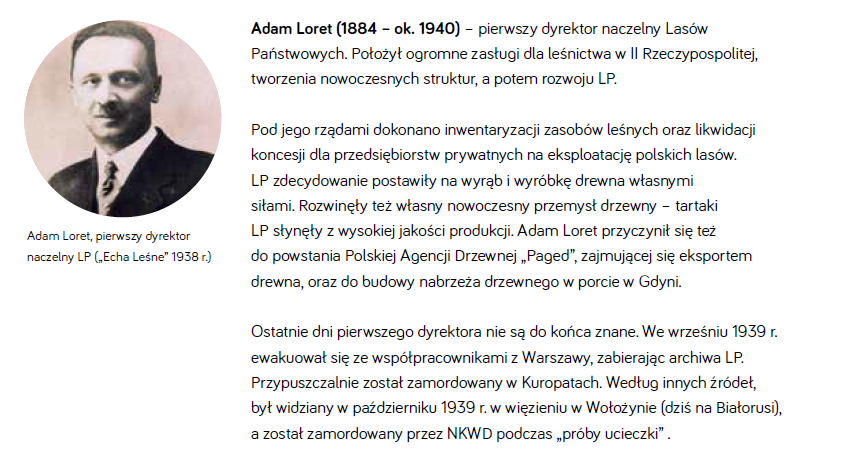 Adam Loret (1884 – ok. 1940) – pierwszy dyrektor naczelny Lasów
Państwowych. Położył ogromne zasługi dla leśnictwa w II Rzeczypospolitej,
tworzenia nowoczesnych struktur, a potem rozwoju LP.
Pod jego rządami dokonano inwentaryzacji zasobów leśnych oraz likwidacji
koncesji dla przedsiębiorstw prywatnych na eksploatację polskich lasów.
LP zdecydowanie postawiły na wyrąb i wyróbkę drewna własnymi
siłami. Rozwinęły też własny nowoczesny przemysł drzewny – tartaki
LP słynęły z wysokiej jakości produkcji. Adam Loret przyczynił się też
do powstania Polskiej Agencji Drzewnej „Paged”, zajmującej się eksportem
drewna, oraz do budowy nabrzeża drzewnego w porcie w Gdyni.
Ostatnie dni pierwszego dyrektora nie są do końca znane. We wrześniu 1939 r.
ewakuował się ze współpracownikami z Warszawy, zabierając archiwa LP.
Przypuszczalnie został zamordowany w Kuropatach. Według innych źródeł,
był widziany w październiku 1939 r. w więzieniu w Wołożynie (dziś na Białorusi),
a został zamordowany przez NKWD podczas „próby ucieczki” .
Adam Loret, pierwszy dyrektor
naczelny LP („Echa Leśne” 1938 r.)